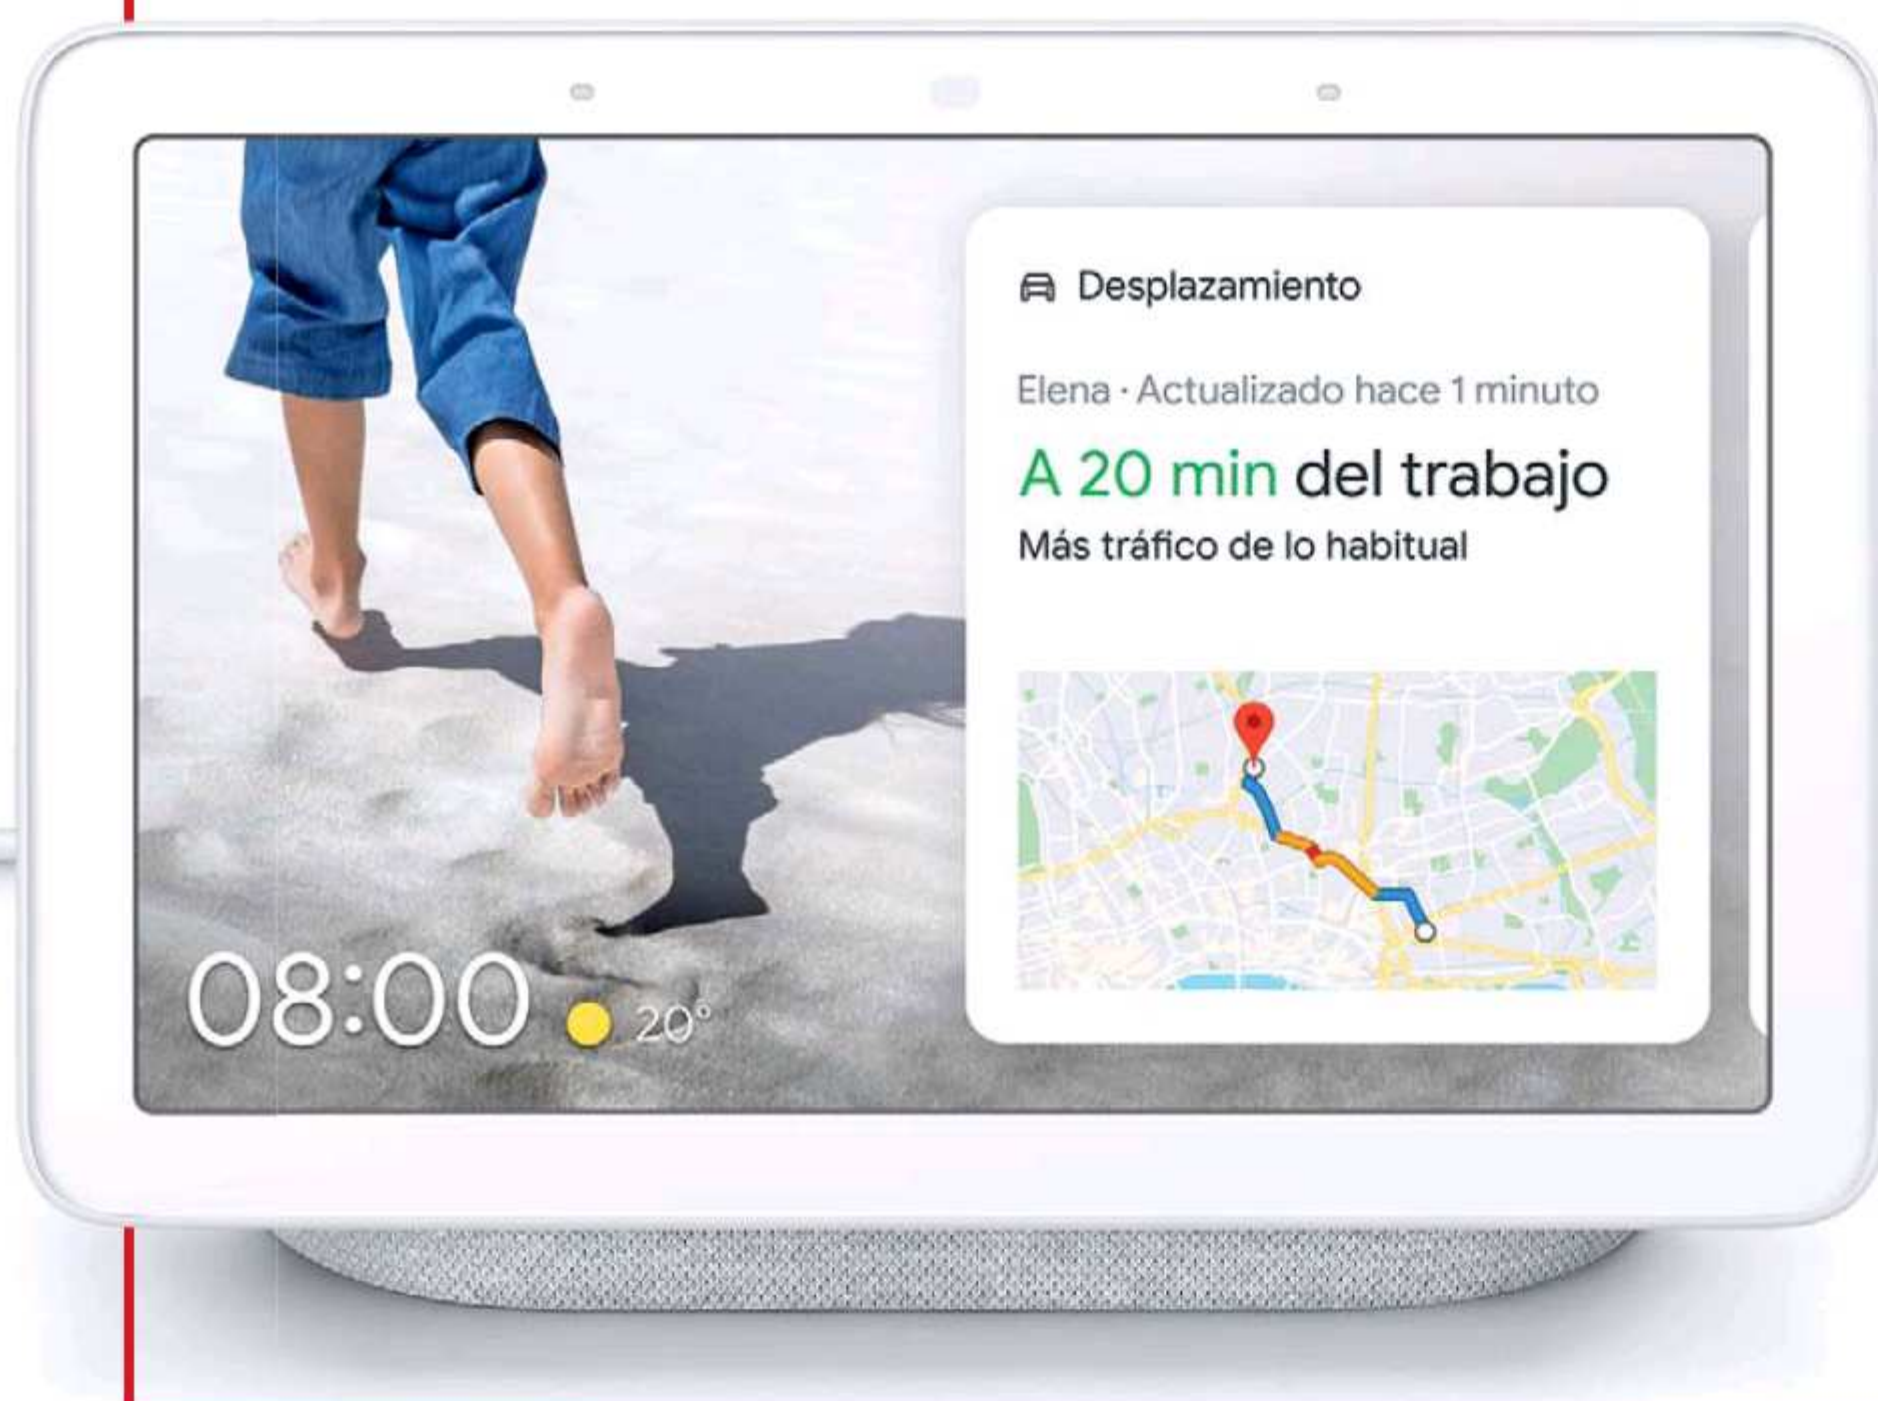 Desplazamiento
Elena · Actualizado hace 1 minuto
A 20 min del trabajo
Más tráfico de lo habitual
08:00 20°